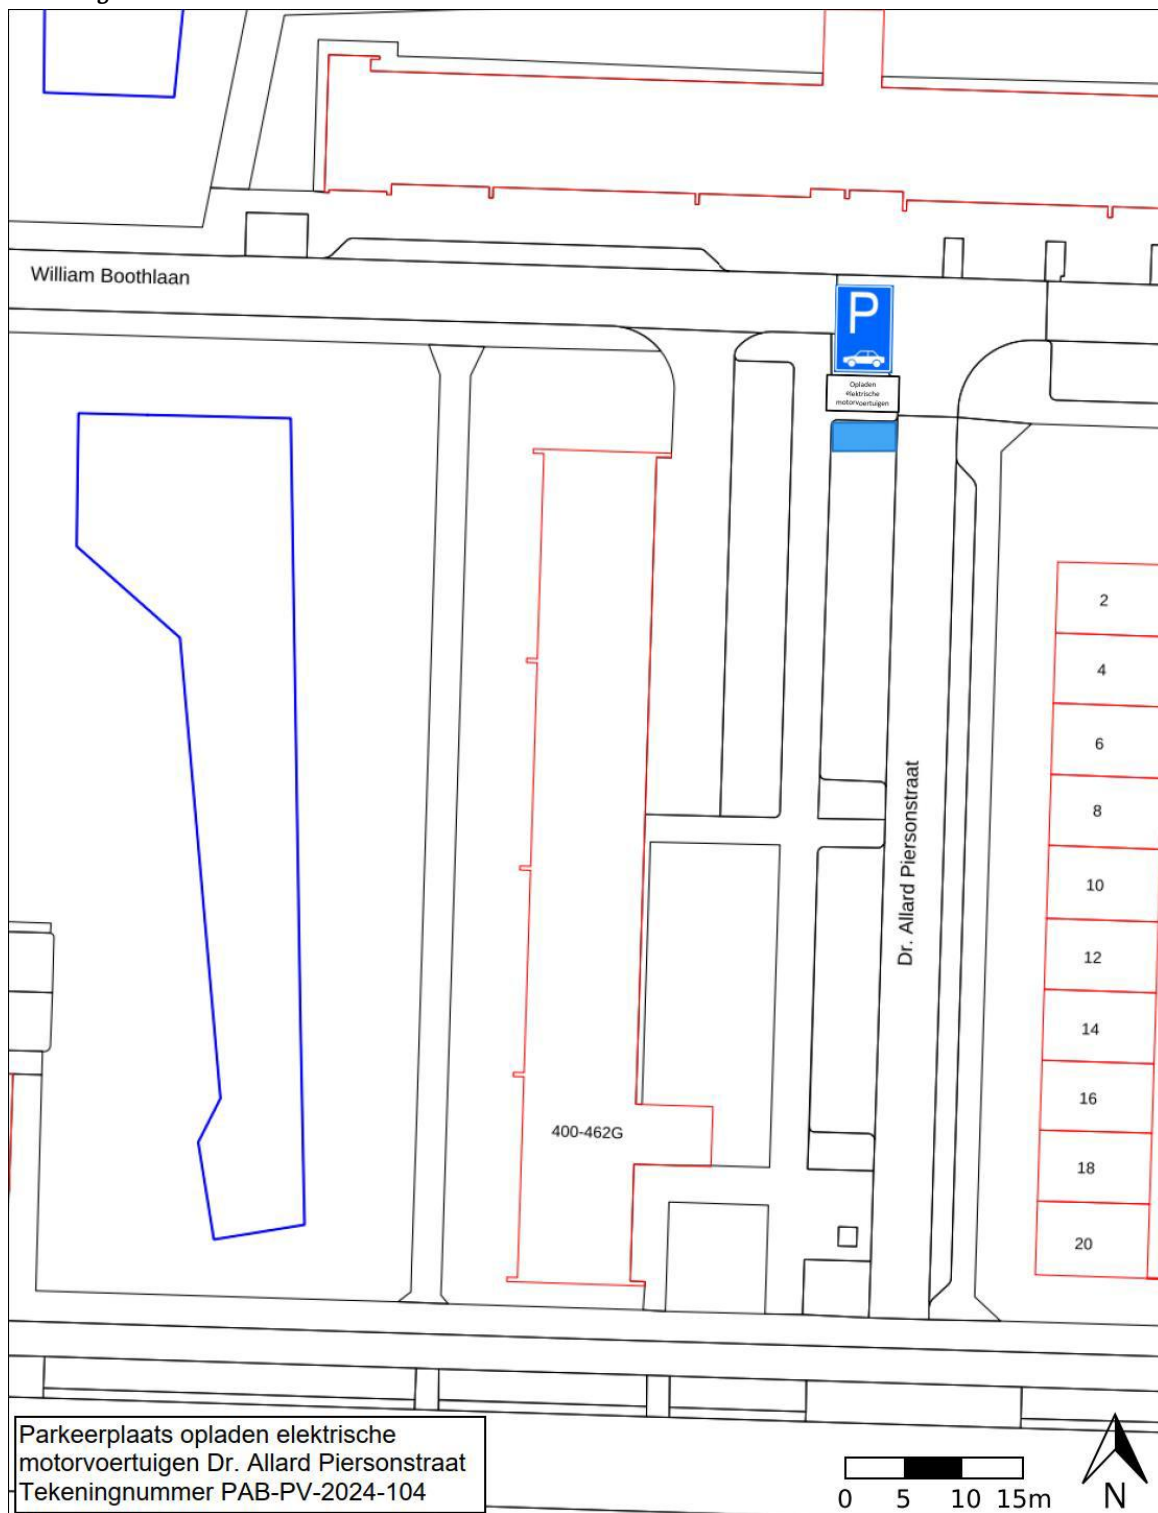 William Boothlaan
P
Opladen
elektrische
motorvoertuigen
2
4
6
8
Dr. Allard Piersonstraat
10
12
14
16
400-462G
18
20
Parkeerplaats opladen elektrische
motorvoertuigen Dr. Allard Piersonstraat
Tekeningnummer PAB-PV-2024-104
0 5 10 15m
N